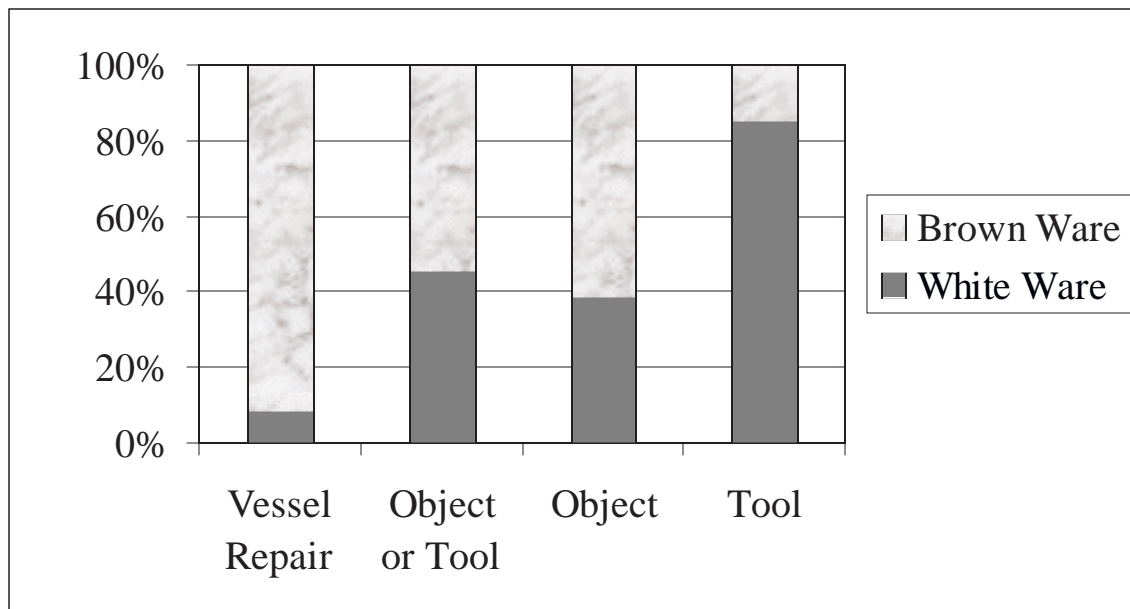 100%
80%
60%
40%
20%
0%
Vessel
Repair
Object
or Tool
Object
Tool
Brown Ware
White Ware